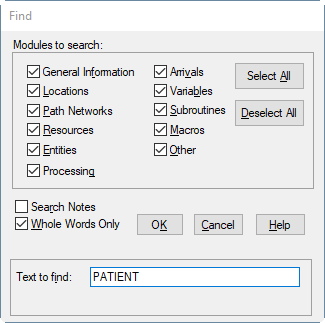 Find
Modules to search:
General Information
Arrivals
Select All
Locations
Variables
Path Networks
Subroutines
Deselect All
Resources
Macros
Entities
Other
Processing
Search Notes
Whole Words Only
OK
Cancel
Help
Text to find: PATIENT